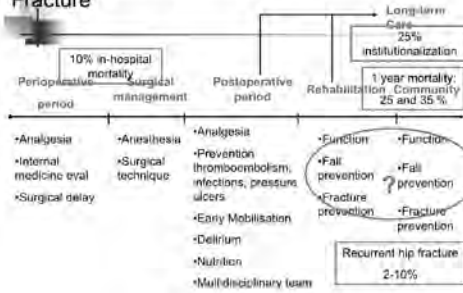 Fracture
Long-term
Care
25%
institutionalization
10% in-hospital
mortality
1 year mortality:
25 and 35 %
Perioperative
period
Surgical
management
Postoperative
period
Rehabilitation
Community
•Analgesia
•Internal
medicine eval
•Surgical delay
•Anesthesia
•Surgical
technique
•Analgesia
•Prevention
thromboembolism,
infections, pressure
ulcers
•Early Mobilisation
•Delirium
•Nutrition
•Multidisciplinary team
•Function
•Fall
prevention
•Fracture
prevention
?
•Function
•Fall
prevention
•Fracture
prevention
Recurrent hip fracture
2-10%